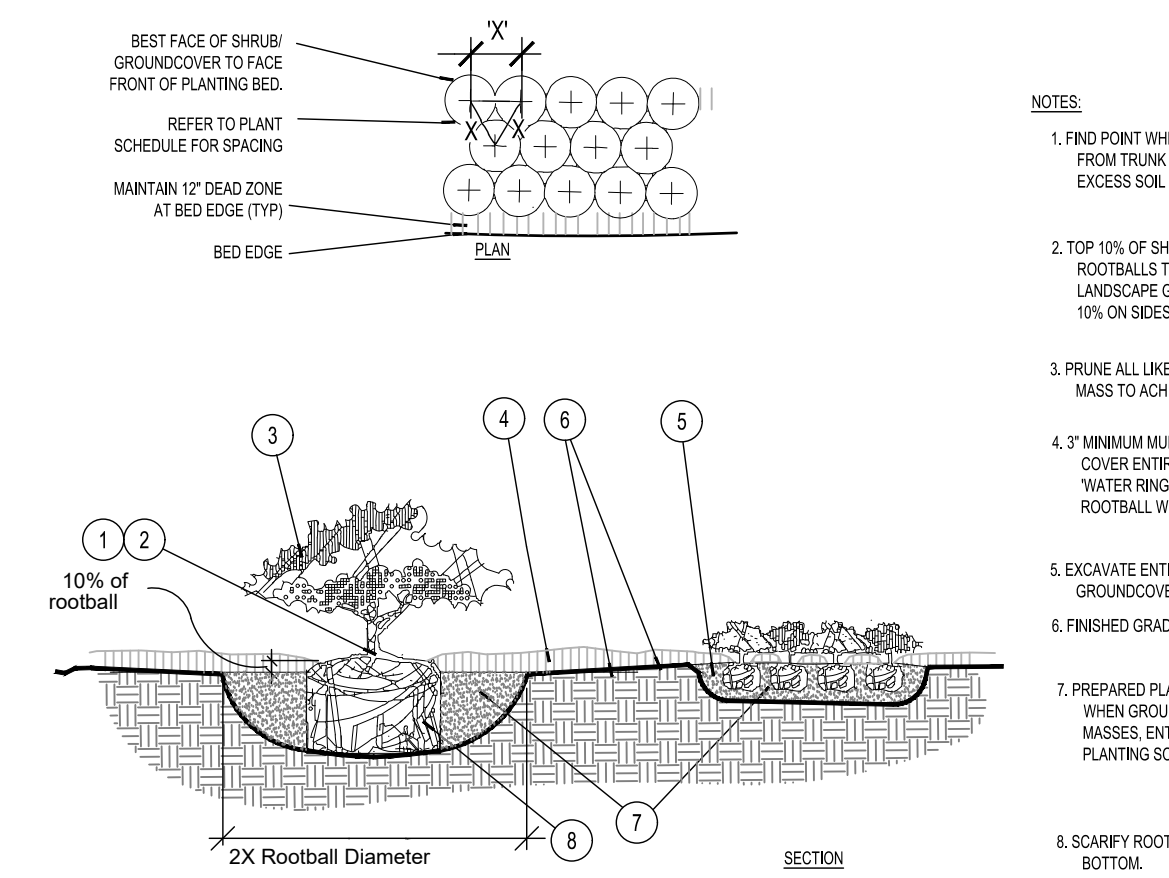 'X'
BEST FACE OF SHRUB/
GROUNDCOVER TO FACE
FRONT OF PLANTING BED.
REFER TO PLANT
SCHEDULE FOR SPACING
X X
MAINTAIN 12" DEAD ZONE
AT BED EDGE (TYP)
BED EDGE
PLAN
NOTES:
1. FIND POINT WH
FROM TRUNK
EXCESS SOIL
2. TOP 10% OF SH
ROOTBALLS T
LANDSCAPE G
10% ON SIDES
3. PRUNE ALL LIKE
MASS TO ACH
4. 3" MINIMUM MU
COVER ENTIR
'WATER RING
ROOTBALL W
5. EXCAVATE ENT
GROUNDCOVE
6. FINISHED GRAD
7. PREPARED PLA
WHEN GROU
MASSES, ENT
PLANTING SO
8. SCARIFY ROOT
BOTTOM.
3
4
6
5
1 2
10% of
rootball
7
8
2X Rootball Diameter
SECTION